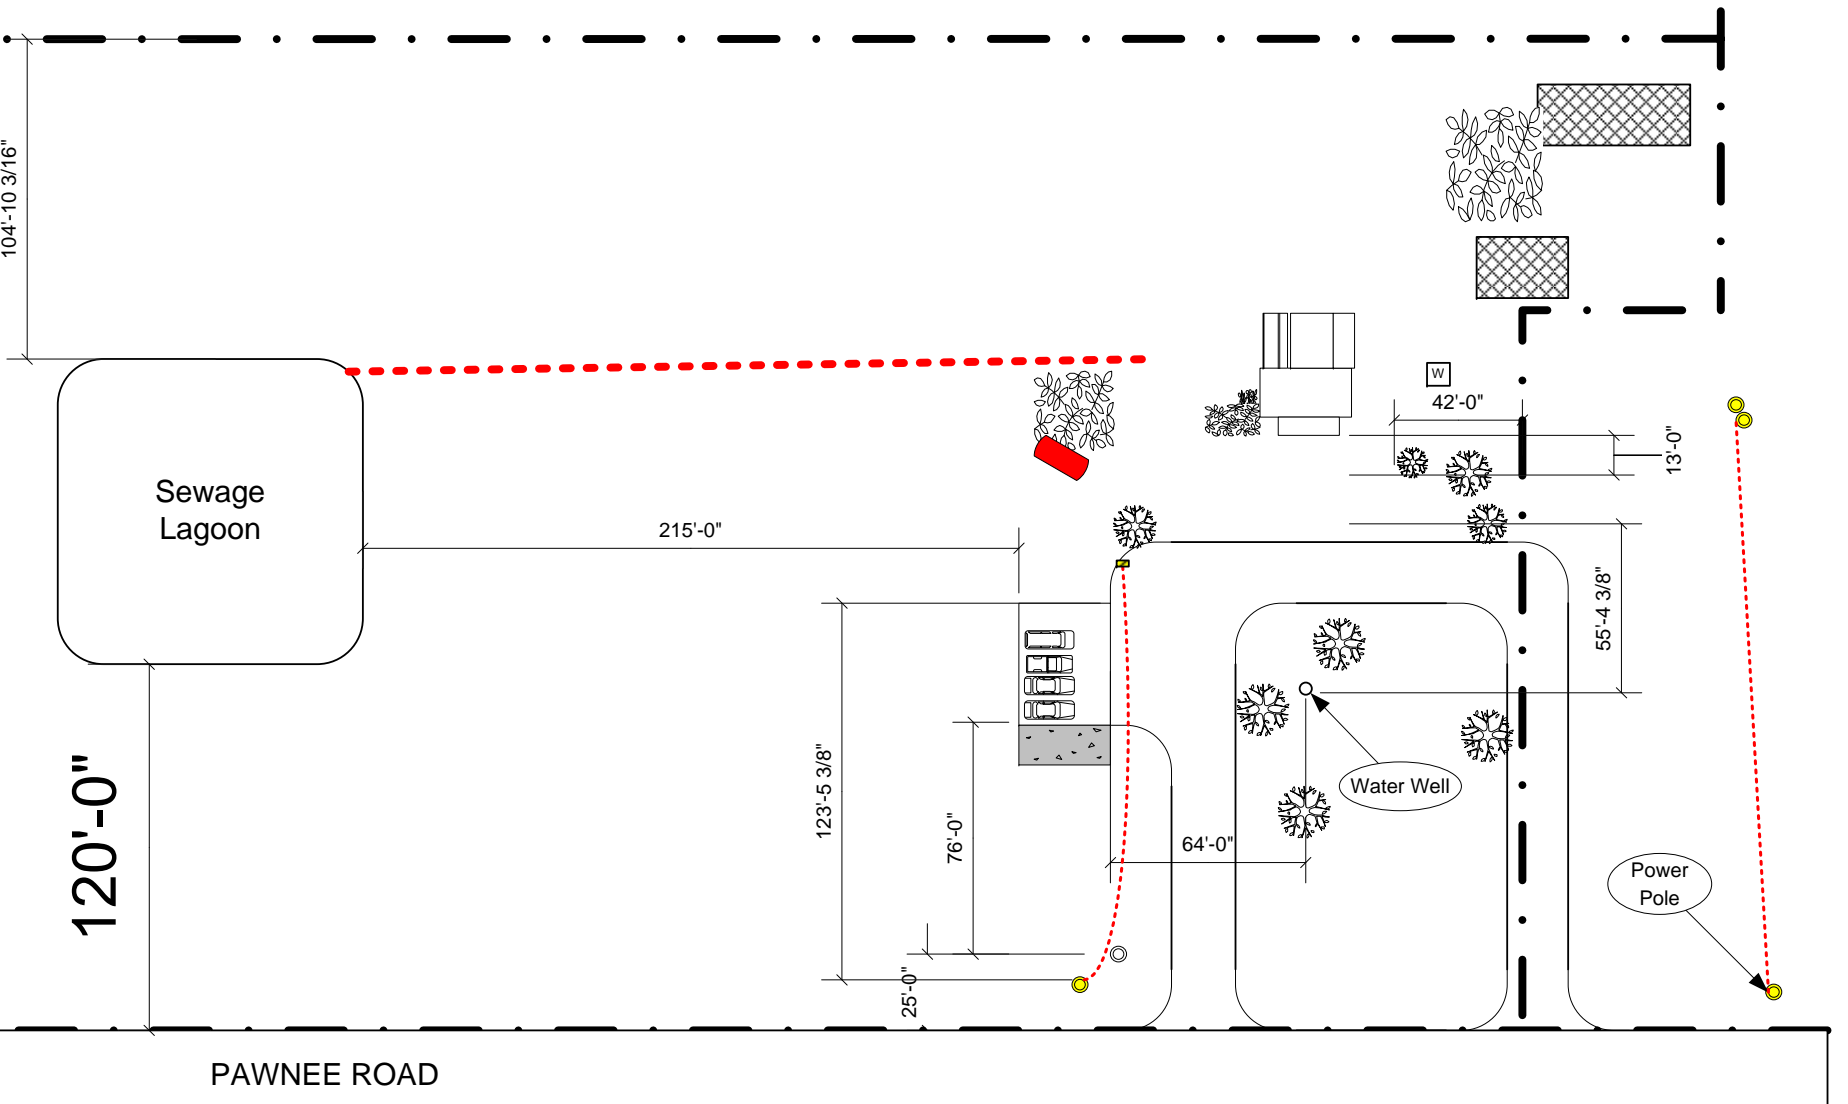 104'-10 3/16"
W
42'-0"
13'-0"
Sewage
Lagoon
215'-0"
55'-4 3/8"
120'-0"
123'-5 3/8"
76'-0"
Water Well
64'-0"
Power
Pole
25'-0"
PAWNEE ROAD